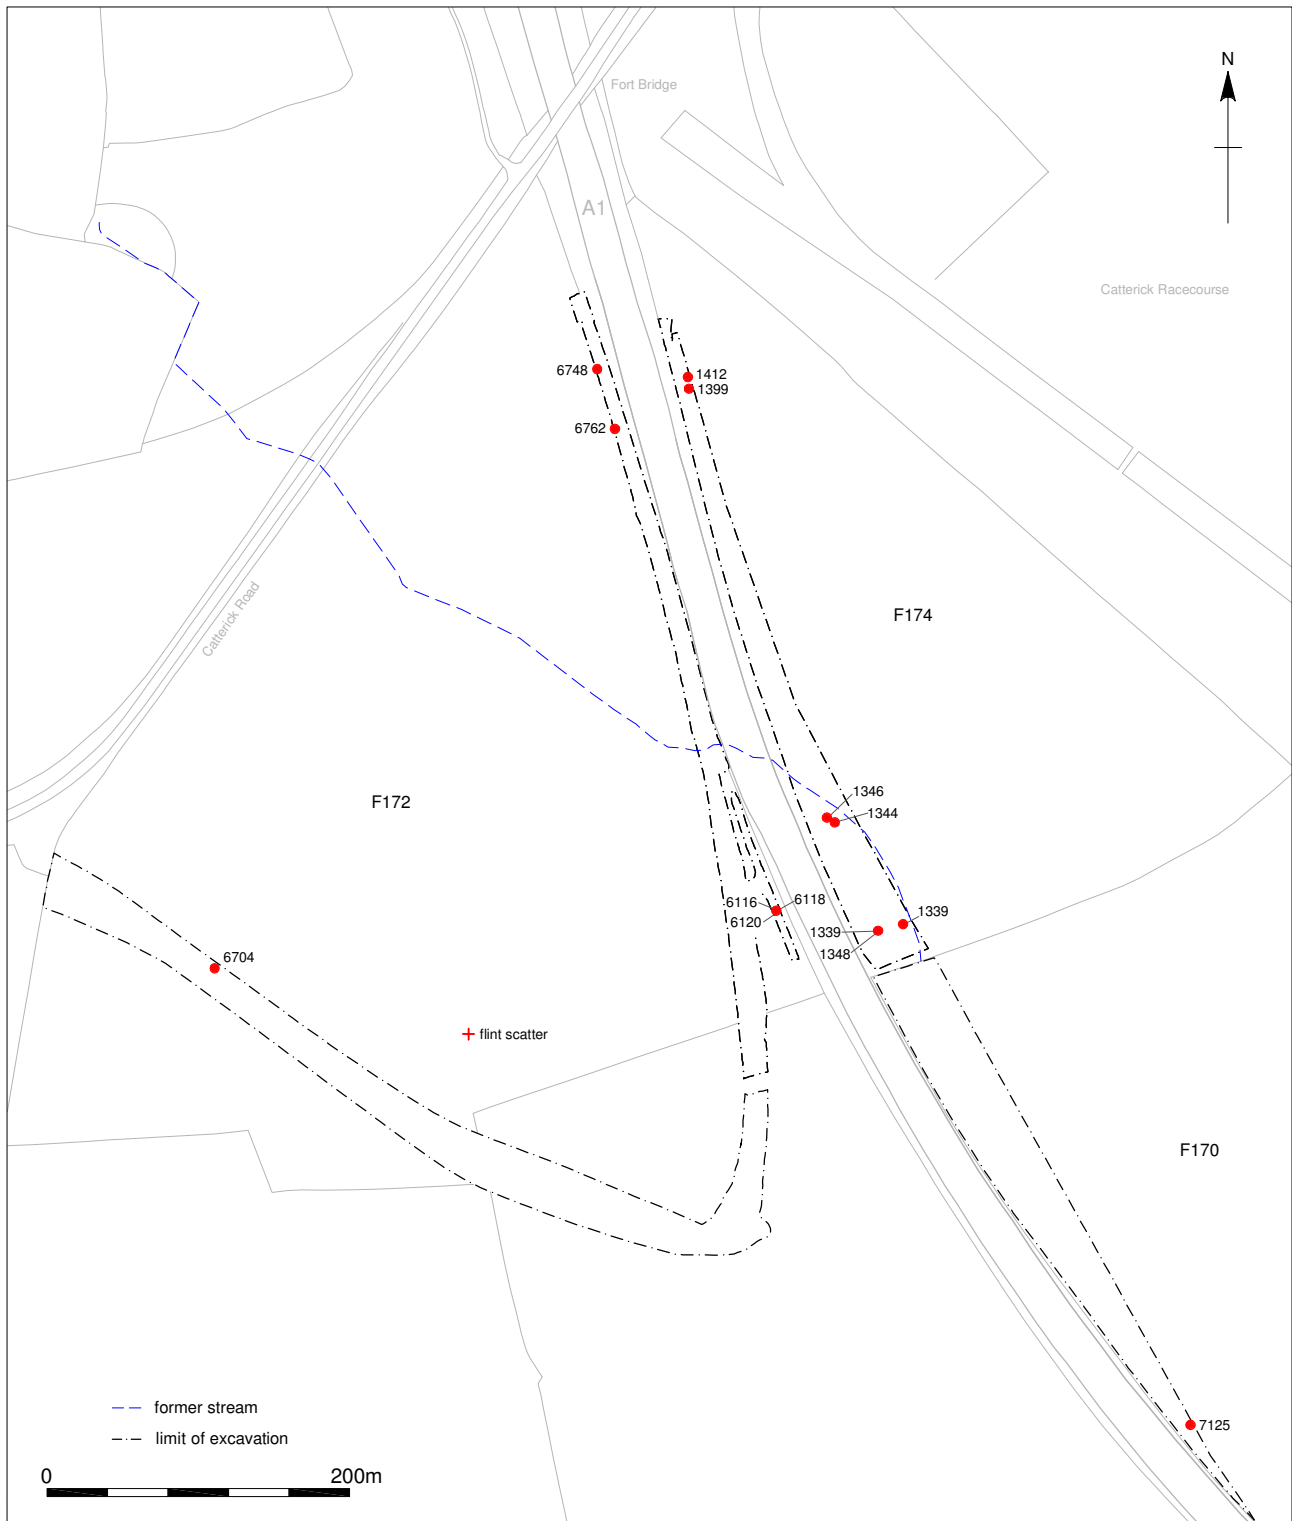 N
Fort Bridge
A1
Catterick Racecourse
6748
1412
1399
6762
Catterick Road
F174
F172
1346
1344
6116
6118
6120
1339
1339
1348
6704
flint scatter
F170
former stream
limit of excavation
7125
0 200m